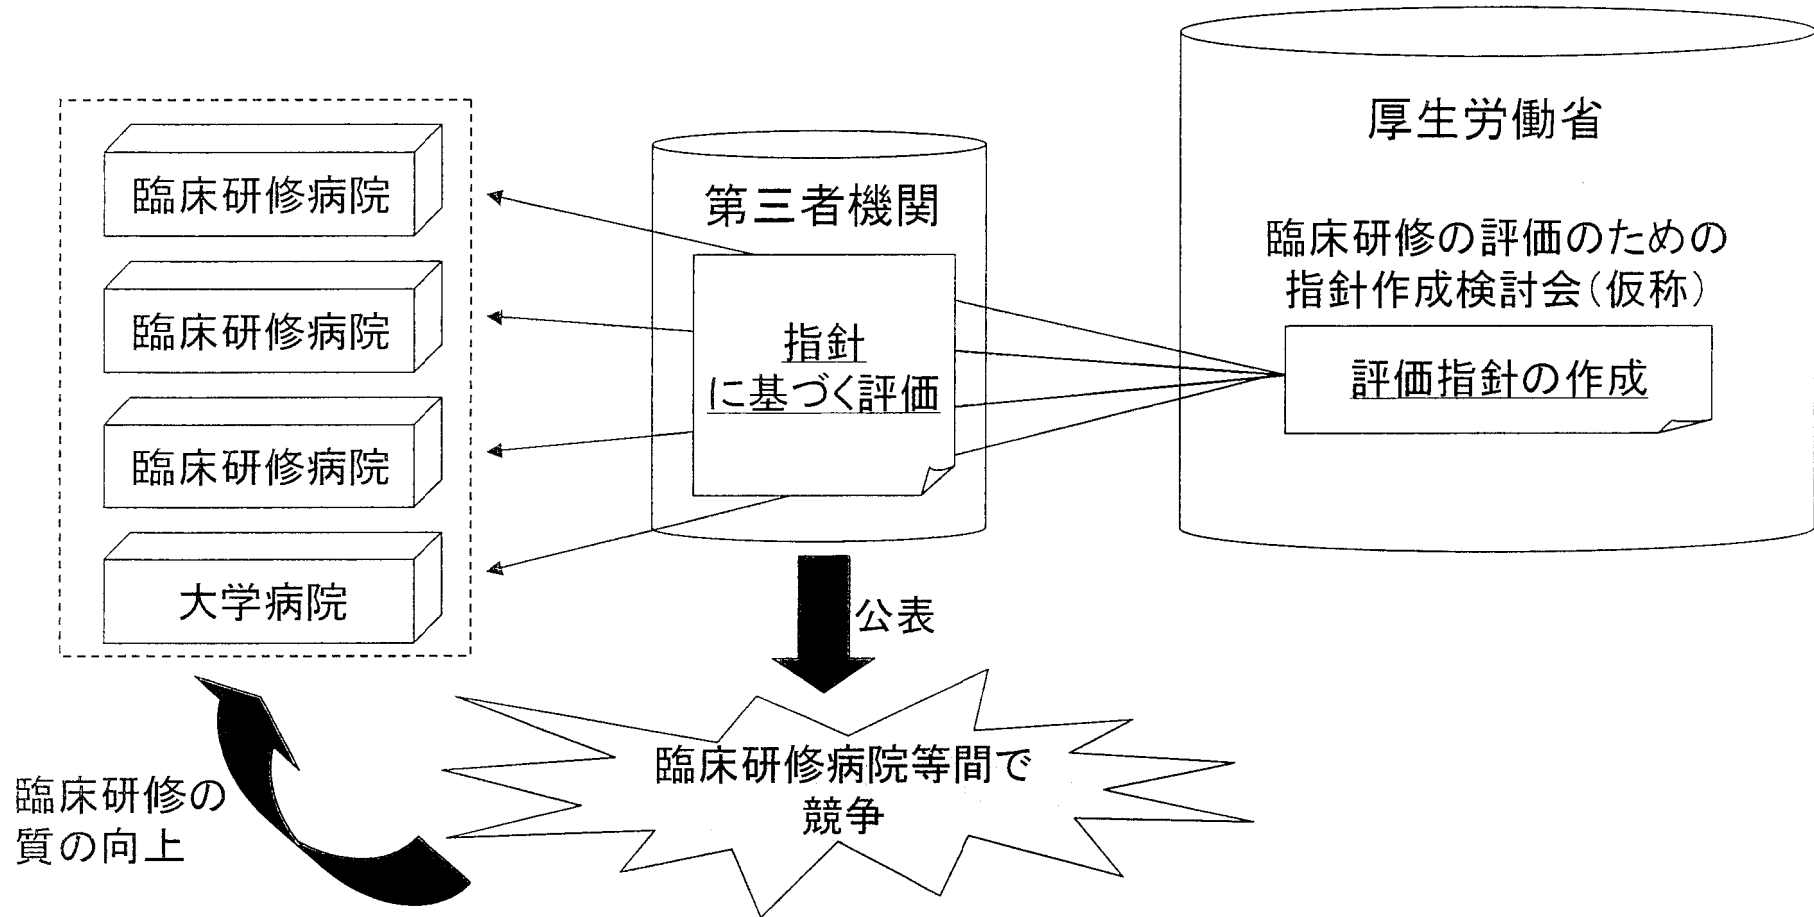 厚生労働省
臨床研修の評価のための
指針作成検討会(仮称)
評価指針の作成
第三者機関
指針
に基づく評価
臨床研修病院
臨床研修病院
臨床研修病院
大学病院
公表
臨床研修病院等間で
競争
臨床研修の
質の向上